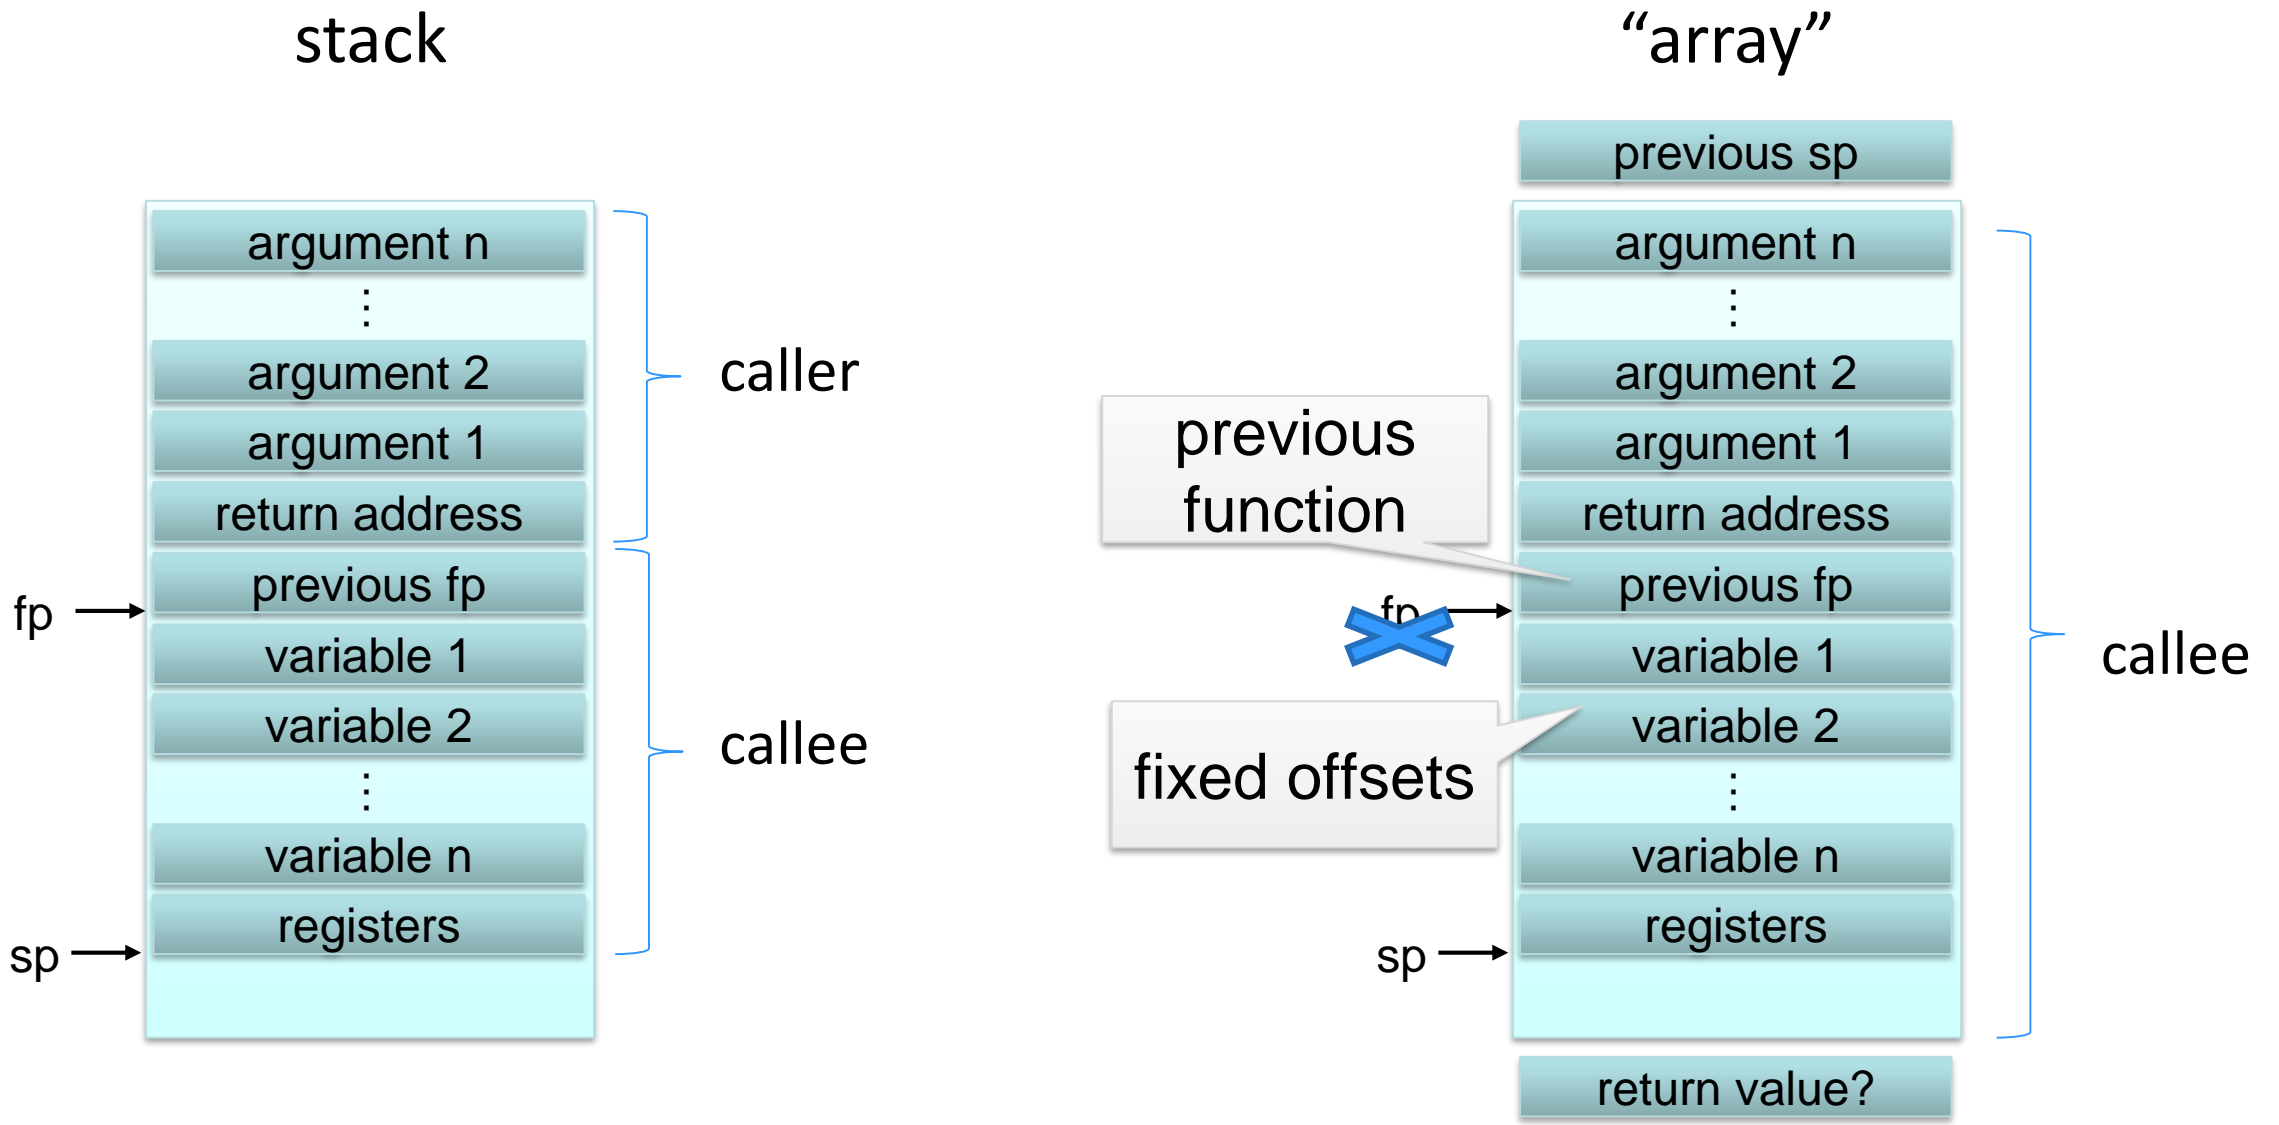 stack
argument n
⋮
argument 2
argument 1
return address
previous fp
variable 1
variable 2
⋮
variable n
registers
fp
sp
caller
callee
“array”
previous sp
argument n
⋮
argument 2
argument 1
return address
previous fp
variable 1
variable 2
⋮
variable n
registers
return value?
previous
function
fp
fixed offsets
sp
callee